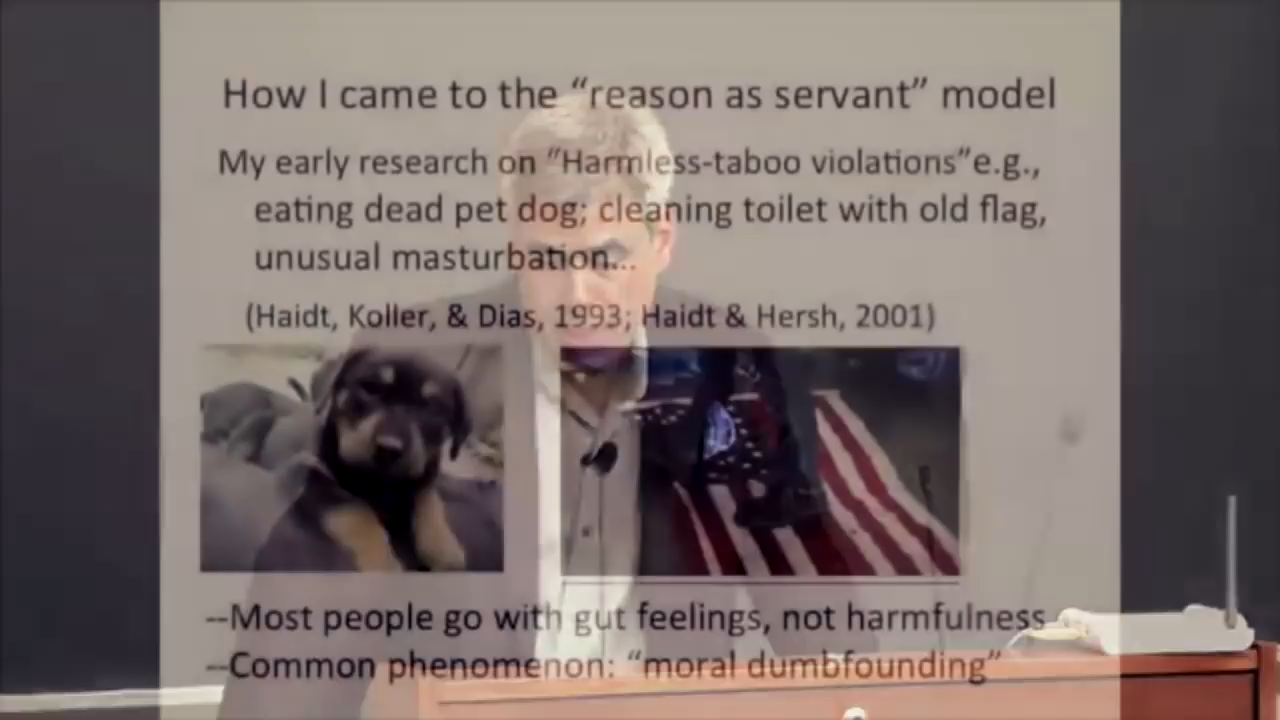 How I came to the “reason as servant” model
My early research on “Harmless-taboo violations”e.g.,
eating dead pet dog; cleaning toilet with old flag,
unusual masturbation...
(Haidt, Koller, & Dias, 1993; Haidt & Hersh, 2001)
--Most people go with gut feelings, not harmfulness
--Common phenomenon: “moral dumbfounding”